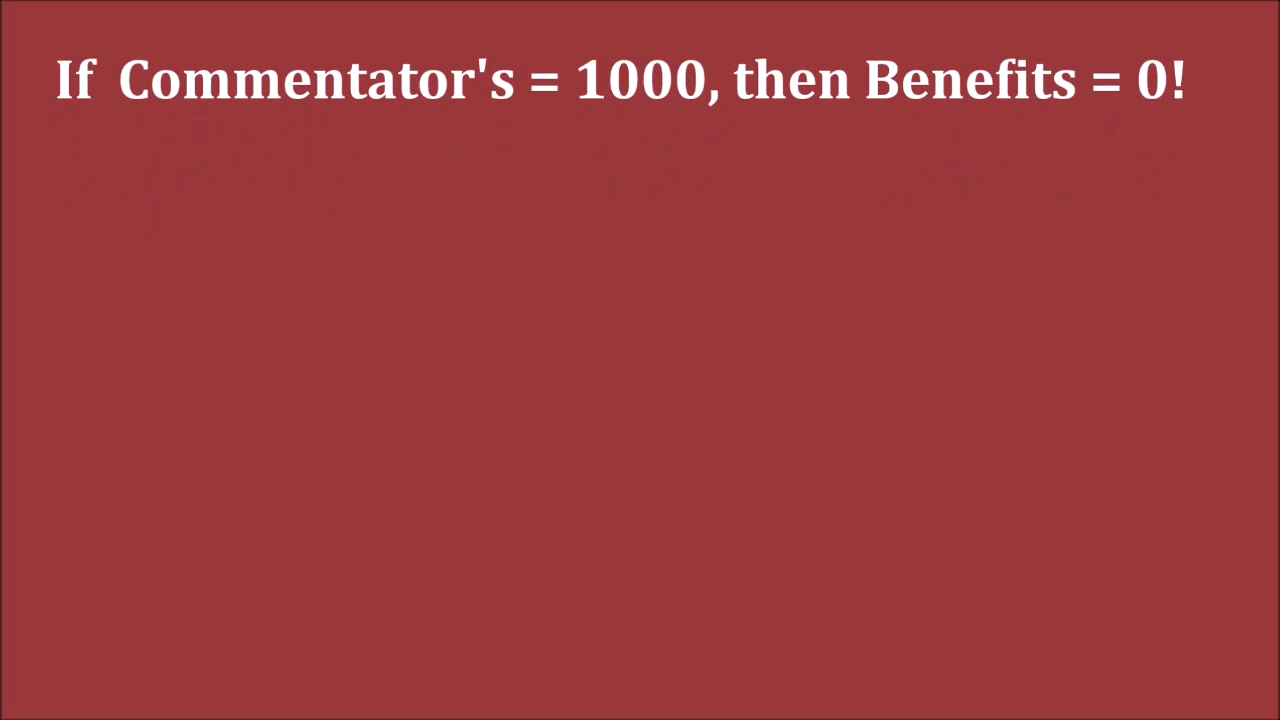 If  Commentator's = 1000, then Benefits = 0!